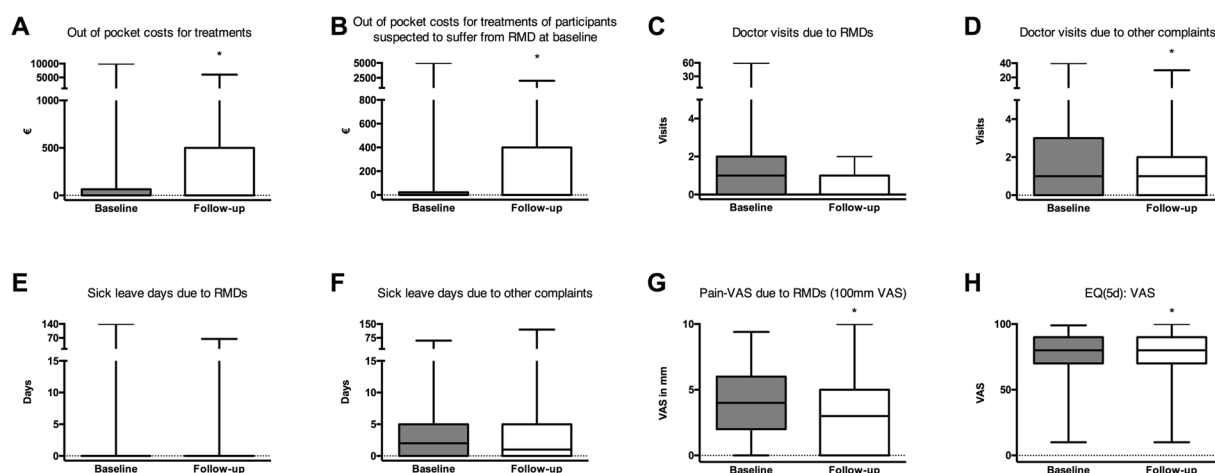 A
Out of pocket costs for treatments
*
10000
5000
1000
500
0
€
Baseline
Follow-up
B
Out of pocket costs for treatments of participants
suspected to suffer from RMD at baseline
*
5000
2500
800
600
400
200
0
€
Baseline
Follow-up
C
Doctor visits due to RMDs
60
30
4
2
0
Visits
Baseline
Follow-up
D
Doctor visits due to other complaints
*
40
20
4
2
0
Visits
Baseline
Follow-up
E
Sick leave days due to RMDs
140
70
15
10
5
0
Days
Baseline
Follow-up
F
Sick leave days due to other complaints
150
75
15
10
5
0
Days
Baseline
Follow-up
G
Pain-VAS due to RMDs (100mm VAS)
*
10
5
0
VAS in mm
Baseline
Follow-up
H
EQ(5d): VAS
*
100
50
0
VAS
Baseline
Follow-up